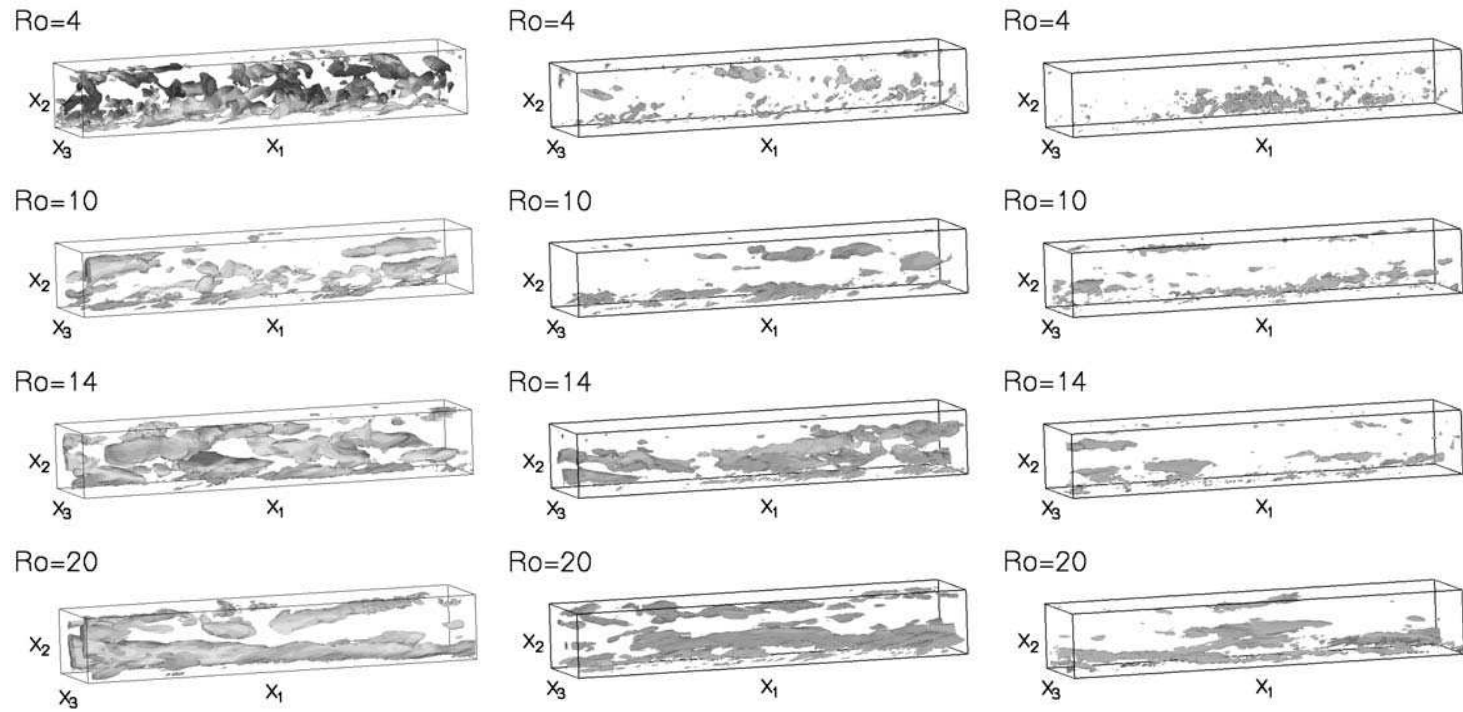 Ro=4 Ro=4 Ro=4
X₂ X₂ X₂
X₃ X₁ X₃ X₁ X₃ X₁
Ro=10 Ro=10 Ro=10
X₂ X₂ X₂
X₃ X₁ X₃ X₁ X₃ X₁
Ro=14 Ro=14 Ro=14
X₂ X₂ X₂
X₃ X₁ X₃ X₁ X₃ X₁
Ro=20 Ro=20 Ro=20
X₂ X₂ X₂
X₃ X₁ X₃ X₁ X₃ X₁